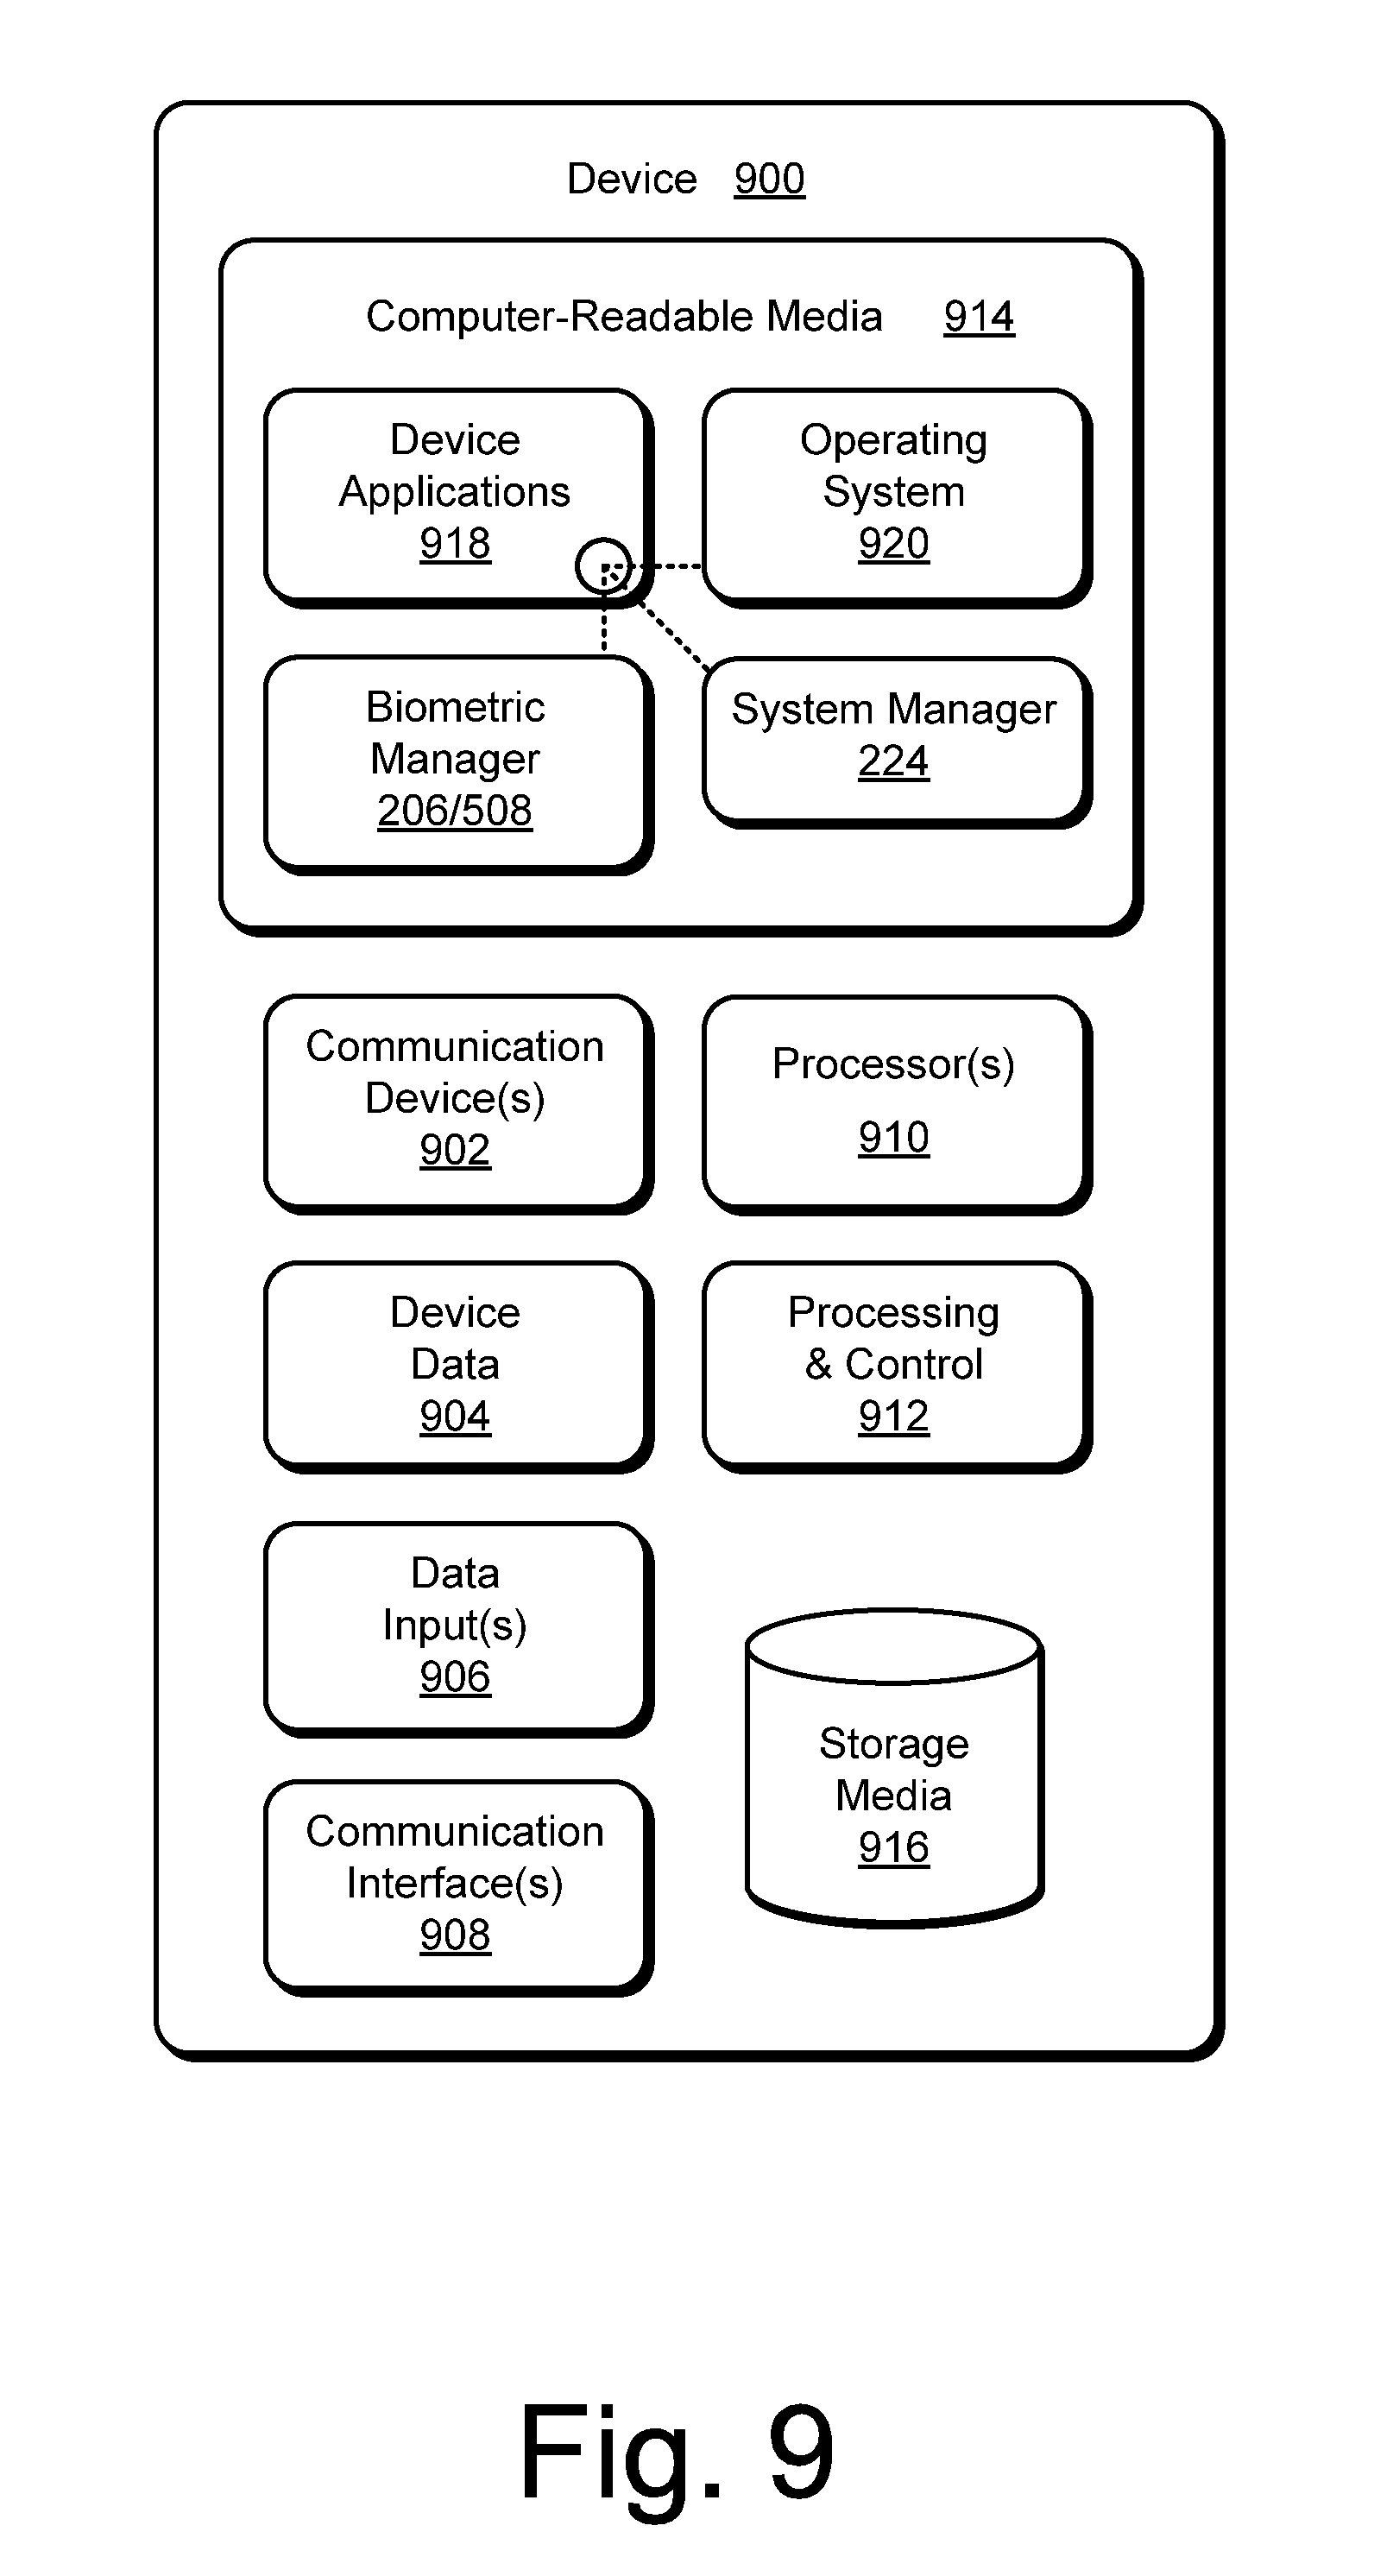 Device 900
Computer-Readable Media 914
Device
Applications
918
Operating
System
920
Biometric
Manager
206/508
System Manager
224
Communication
Device(s)
902
Processor(s)
910
Device
Data
904
Processing
& Control
912
Data
Input(s)
906
Storage
Media
916
Communication
Interface(s)
908
Fig. 9